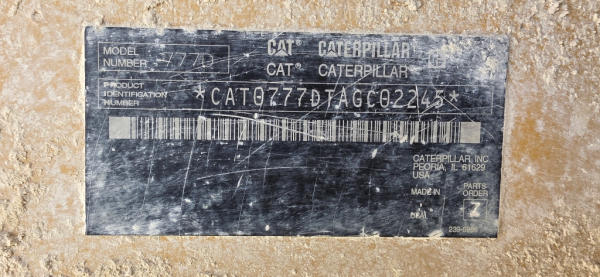 MODEL NUMBER 777D
CAT® CATERPILLAR
CAT® CATERPILLAR
PRODUCT IDENTIFICATION NUMBER
*CAT0777DTAGC02245*
CATERPILLAR INC
PEORIA, IL 61629
USA
MADE IN
PARTS ORDER
Z